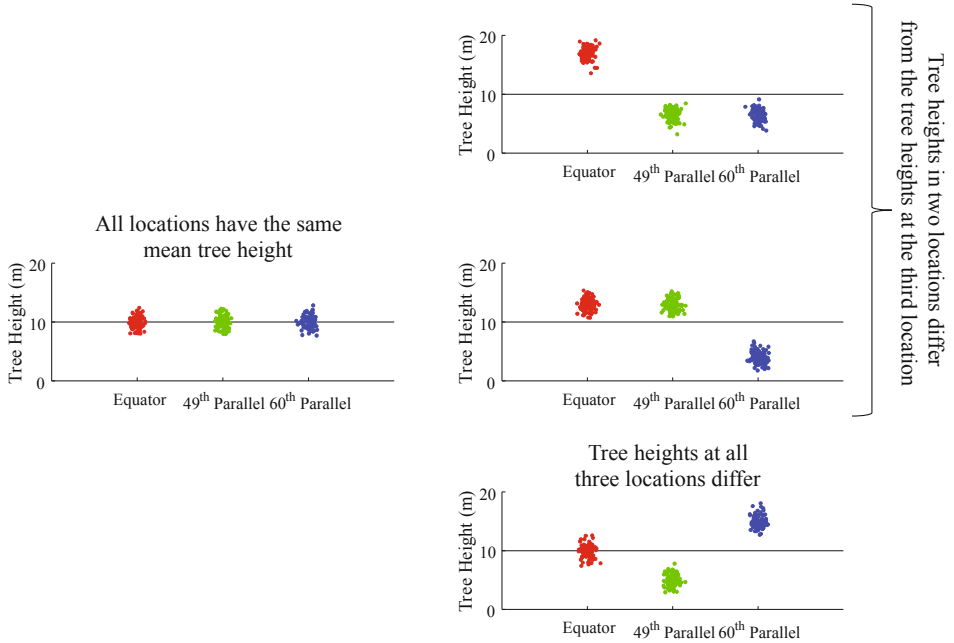 All locations have the same
mean tree height
Tree Height (m)
20
10
0
Equator
49th Parallel
60th Parallel
Tree Height (m)
20
10
0
Equator
49th Parallel
60th Parallel
Tree Height (m)
20
10
0
Equator
49th Parallel
60th Parallel
Tree heights in two locations differ
from the tree heights at the third location
Tree heights at all
three locations differ
Tree Height (m)
20
10
0
Equator
49th Parallel
60th Parallel